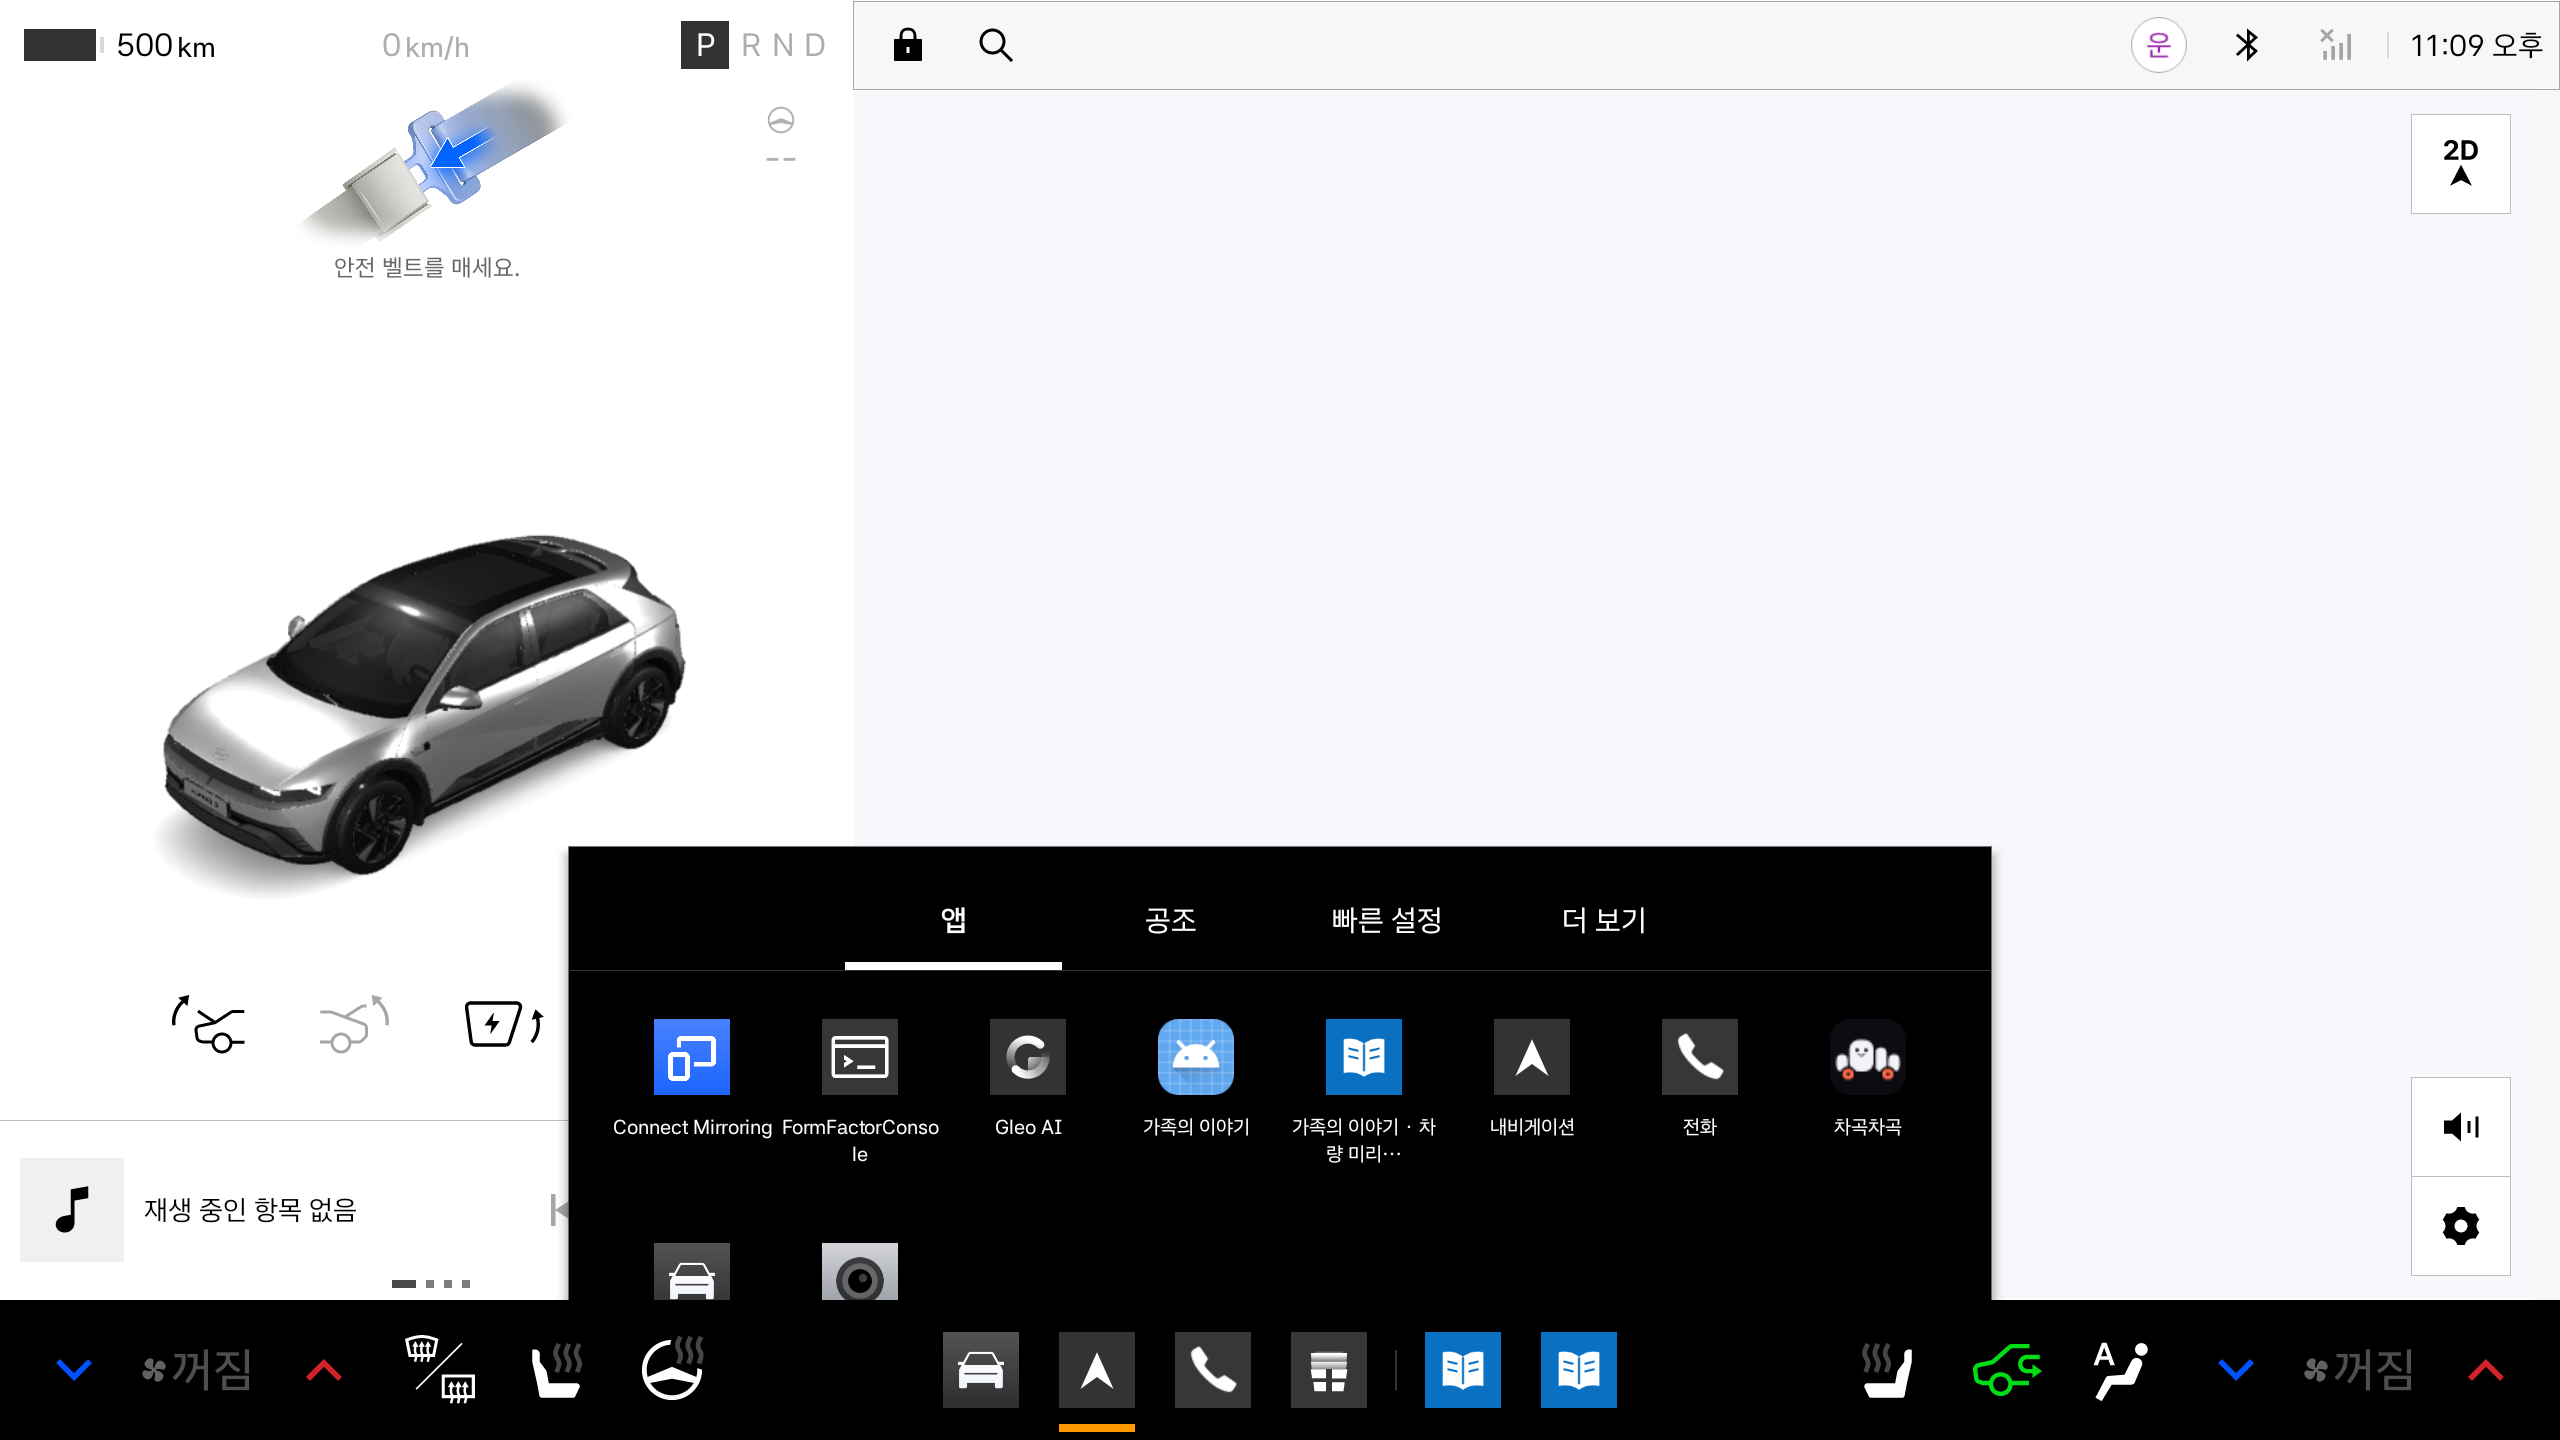 500 km
0 km/h
P R N D
운
11:09 오후
2D
안전 벨트를 매세요.
앱
공조
빠른 설정
더 보기
Connect Mirroring
FormFactorConso
le
Gleo AI
가족의 이야기
가족의 이야기 · 차
량 미리…
내비게이션
전화
차곡차곡
재생 중인 항목 없음
꺼짐
A
꺼짐